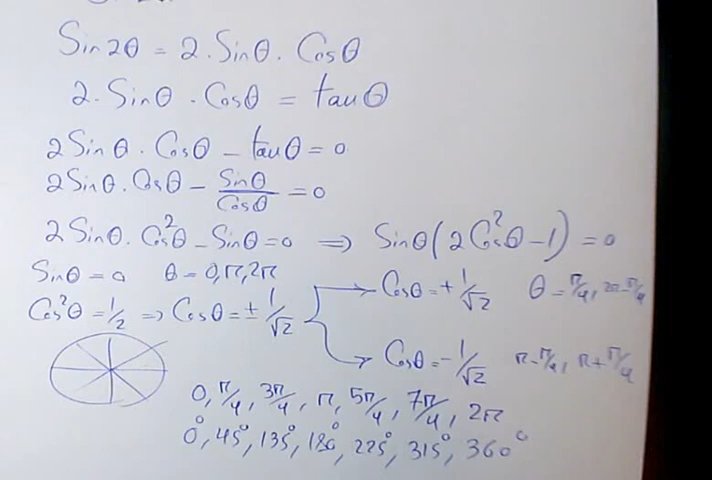 Sin2θ = 2.Sinθ.Cosθ
2.Sinθ.Cosθ = tanθ
2Sinθ.Cosθ - tanθ = 0
2Sinθ.Cosθ - Sinθ/Cosθ = 0
2Sinθ.Cos²θ - Sinθ = 0 ⇒ Sinθ(2Cos²θ - 1) = 0
Sinθ = 0 θ = 0, π, 2π
Cosθ = + 1/√2 θ = π/4, 2π - π/4
Cos²θ = 1/2 ⇒ Cosθ = ± 1/√2
Cosθ = - 1/√2 π - π/4, π + π/4
0, π/4, 3π/4, π, 5π/4, 7π/4, 2π
0°, 45°, 135°, 180°, 225°, 315°, 360°